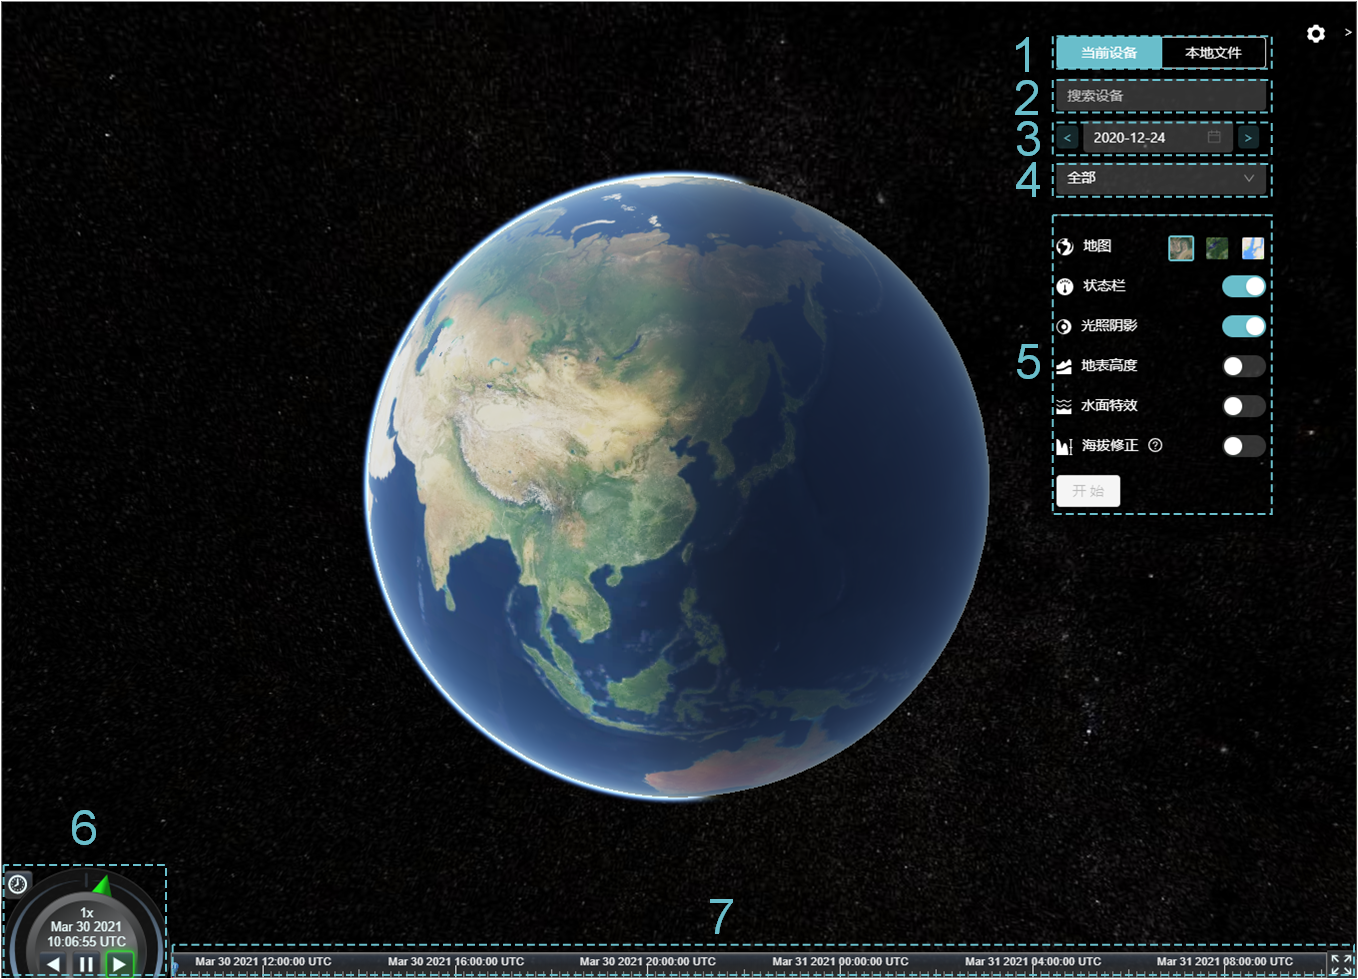 1
当前设备 本地文件
>
2
搜索设备
3
< 2020-12-24 >
4
全部
5
地图
状态栏
光照阴影
地表高度
水面特效
海拔修正 ?
开始
6
1x
Mar 30 2021
10:06:55 UTC
7
Mar 30 2021 12:00:00 UTC Mar 30 2021 16:00:00 UTC Mar 30 2021 20:00:00 UTC Mar 31 2021 00:00:00 UTC Mar 31 2021 04:00:00 UTC Mar 31 2021 08:00:00 UTC